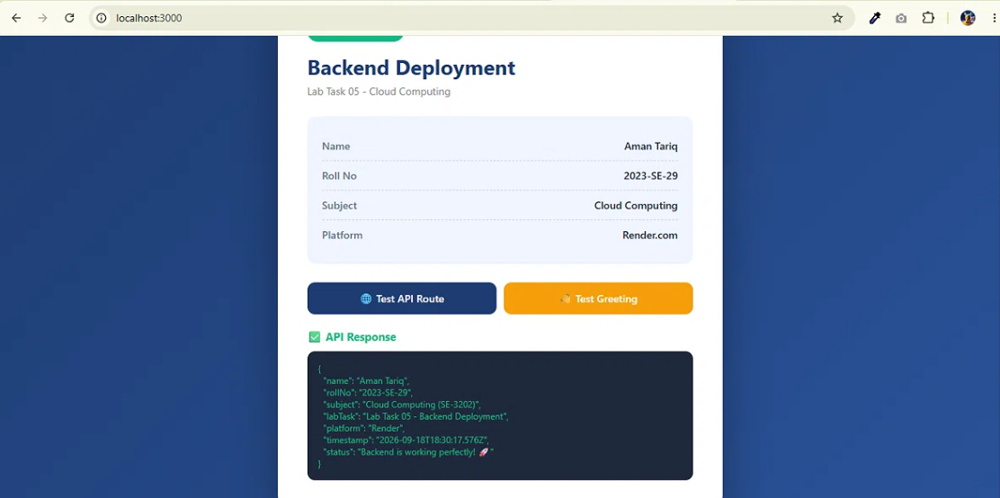 localhost:3000
Backend Deployment
Lab Task 05 - Cloud Computing
Name Aman Tariq
Roll No 2023-SE-29
Subject Cloud Computing
Platform Render.com
🌐 Test API Route 👋 Test Greeting
✅ API Response
{
"name": "Aman Tariq",
"rollNo": "2023-SE-29",
"subject": "Cloud Computing (SE-3202)",
"labTask": "Lab Task 05 - Backend Deployment",
"platform": "Render",
"timestamp": "2026-09-18T18:30:17.576Z",
"status": "Backend is working perfectly! 🚀"
}